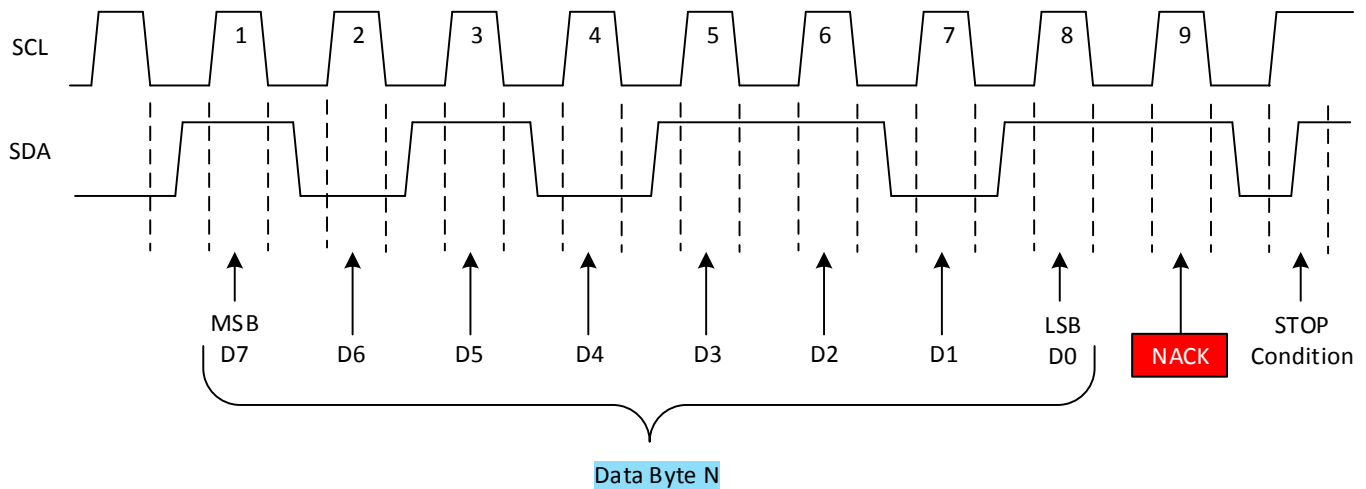 SCL
1 2 3 4 5 6 7 8 9
SDA
MSB LSB STOP
D7 D6 D5 D4 D3 D2 D1 D0 NACK Condition
Data Byte N